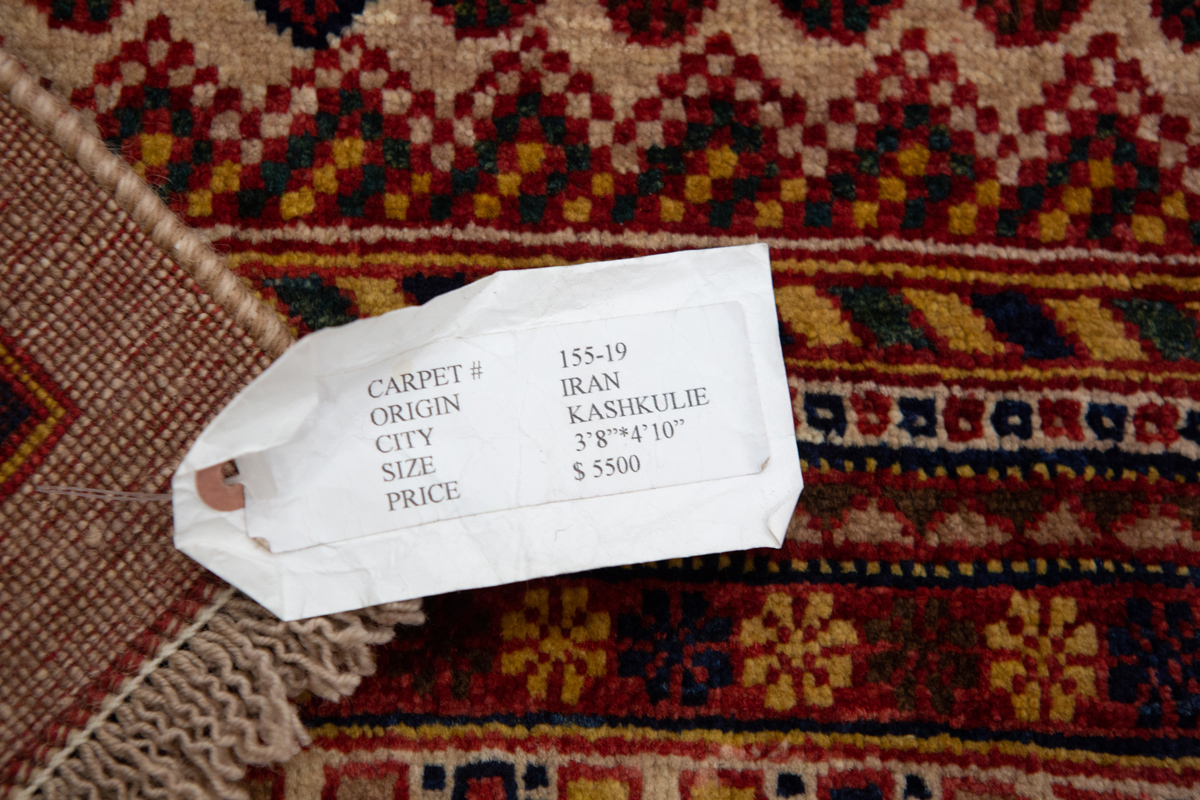 CARPET # 155-19
ORIGIN IRAN
CITY KASHKULIE
SIZE 3’8”*4’10”
PRICE $ 5500